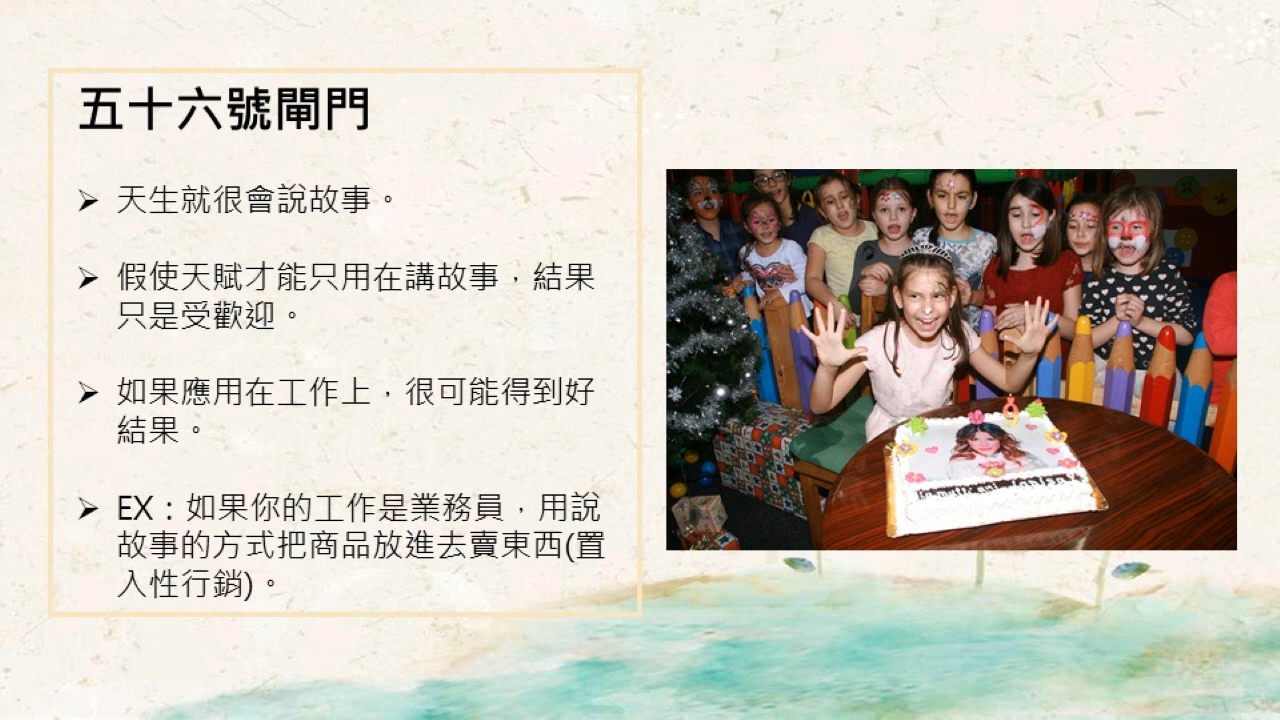 五十六號閘門
➢ 天生就很會說故事。
➢ 假使天賦才能只用在講故事，結果
只是受歡迎。
➢ 如果應用在工作上，很可能得到好
結果。
➢ EX：如果你的工作是業務員，用說
故事的方式把商品放進去賣東西(置
入性行銷)。
9